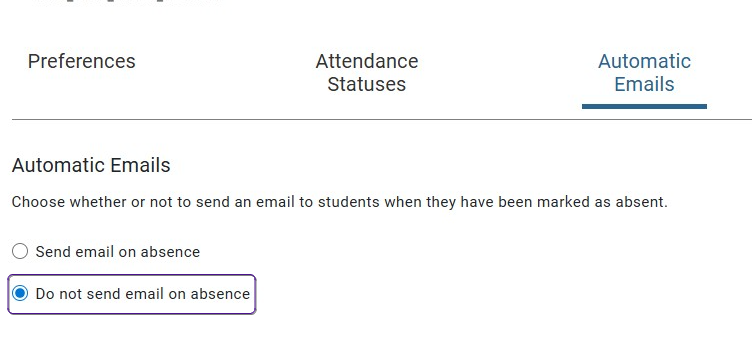 Preferences
Attendance
Statuses
Automatic
Emails
Automatic Emails
Choose whether or not to send an email to students when they have been marked as absent.
Send email on absence
Do not send email on absence